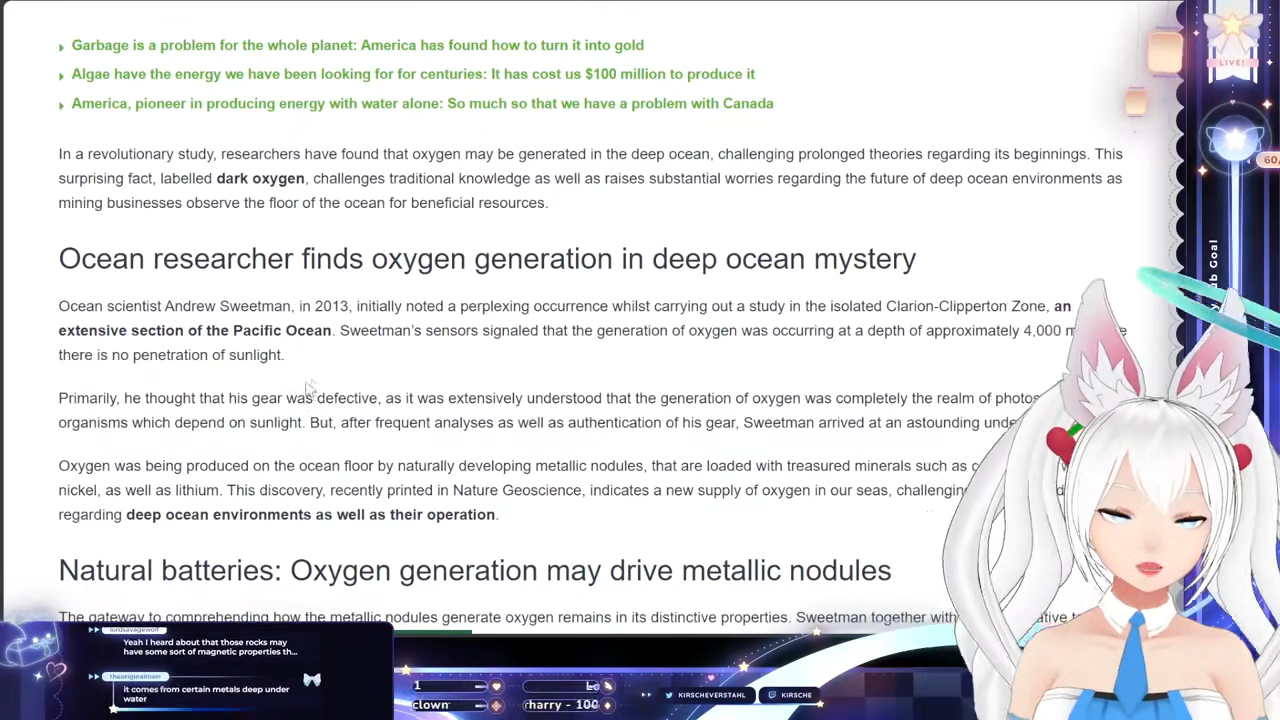 Garbage is a problem for the whole planet: America has found how to turn it into gold
Algae have the energy we have been looking for for centuries: It has cost us $100 million to produce it
America, pioneer in producing energy with water alone: So much so that we have a problem with Canada
In a revolutionary study, researchers have found that oxygen may be generated in the deep ocean, challenging prolonged theories regarding its beginnings. This
surprising fact, labelled dark oxygen, challenges traditional knowledge as well as raises substantial worries regarding the future of deep ocean environments as
mining businesses observe the floor of the ocean for beneficial resources.
Ocean researcher finds oxygen generation in deep ocean mystery
Ocean scientist Andrew Sweetman, in 2013, initially noted a perplexing occurrence whilst carrying out a study in the isolated Clarion-Clipperton Zone, an
extensive section of the Pacific Ocean. Sweetman's sensors signaled that the generation of oxygen was occurring at a depth of approximately 4,000
there is no penetration of sunlight.
Primarily, he thought that his gear was defective, as it was extensively understood that the generation of oxygen was completely the realm of
organisms which depend on sunlight. But, after frequent analyses as well as authentication of his gear, Sweetman arrived at an astounding
Oxygen was being produced on the ocean floor by naturally developing metallic nodules, that are loaded with treasured minerals such as
nickel, as well as lithium. This discovery, recently printed in Nature Geoscience, indicates a new supply of oxygen in our seas,
regarding deep ocean environments as well as their operation.
Natural batteries: Oxygen generation may drive metallic nodules
The gateway to comprehending how the metallic nodules generate oxygen remains in its distinctive properties. Sweetman together with
lordsavagewolf
Yeah I heard about that those rocks may
have some sort of magnetic properties th...
theoriginalmarr
it comes from certain metals deep under
water
1
clown
rharry - 100
KIRSCHEVERSTAHL
KIRSCHE
LIVE!
60/
ub Goal